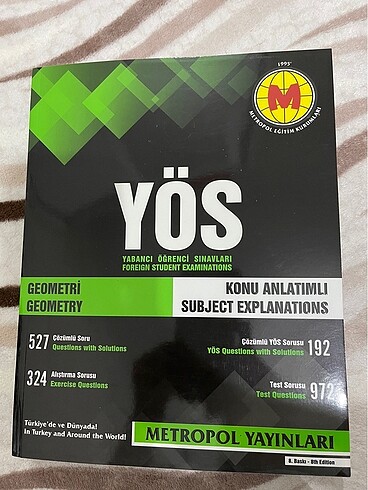 1995
M
METROPOL EĞİTİM KURUMLARI
YÖS
YABANCI ÖĞRENCİ SINAVLARI
FOREIGN STUDENT EXAMINATIONS
GEOMETRİ
GEOMETRY
KONU ANLATIMLI
SUBJECT EXPLANATIONS
527 Çözümlü Soru
Questions with Solutions
Çözümlü YÖS Sorusu 192
YÖS Questions with Solutions
324 Alıştırma Sorusu
Exercise Questions
Test Sorusu 972
Test Questions
Türkiye'de ve Dünyada!
In Turkey and Around the World!
METROPOL YAYINLARI
8. Baskı - 8th Edition